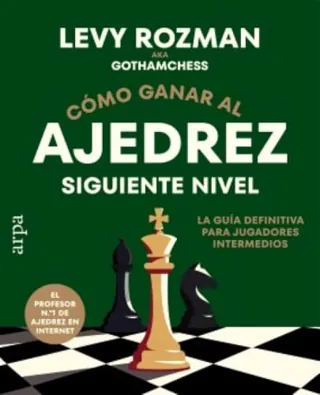 LEVY ROZMAN
AKA
GOTHAMCHESS
CÓMO GANAR AL
AJEDREZ
SIGUIENTE NIVEL
LA GUÍA DEFINITIVA
PARA JUGADORES
INTERMEDIOS
arpa
EL
PROFESOR
N.º1 DE
AJEDREZ EN
INTERNET